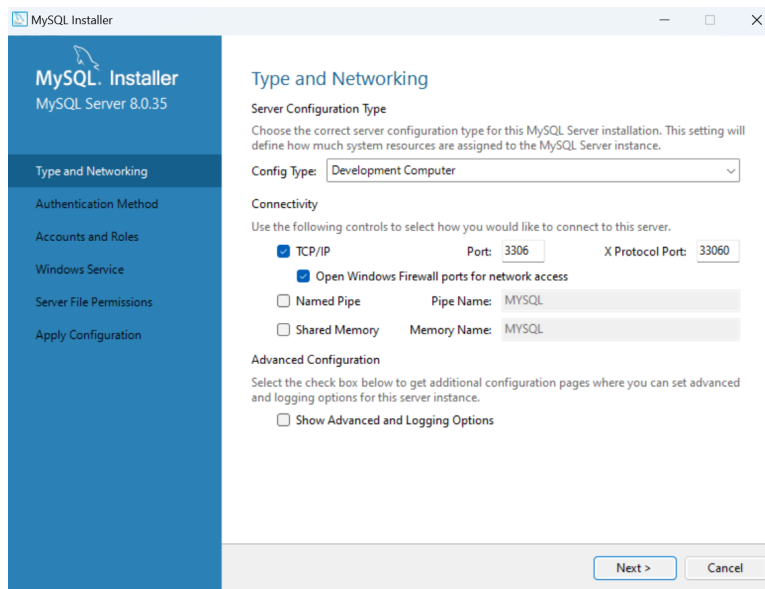 MySQL Installer
MySQL. Installer
MySQL Server 8.0.35
Type and Networking
Authentication Method
Accounts and Roles
Windows Service
Server File Permissions
Apply Configuration
Type and Networking
Server Configuration Type
Choose the correct server configuration type for this MySQL Server installation. This setting will
define how much system resources are assigned to the MySQL Server instance.
Config Type: Development Computer
Connectivity
Use the following controls to select how you would like to connect to this server.
TCP/IP Port: 3306 X Protocol Port: 33060
Open Windows Firewall ports for network access
Named Pipe Pipe Name: MYSQL
Shared Memory Memory Name: MYSQL
Advanced Configuration
Select the check box below to get additional configuration pages where you can set advanced
and logging options for this server instance.
Show Advanced and Logging Options
Next > Cancel